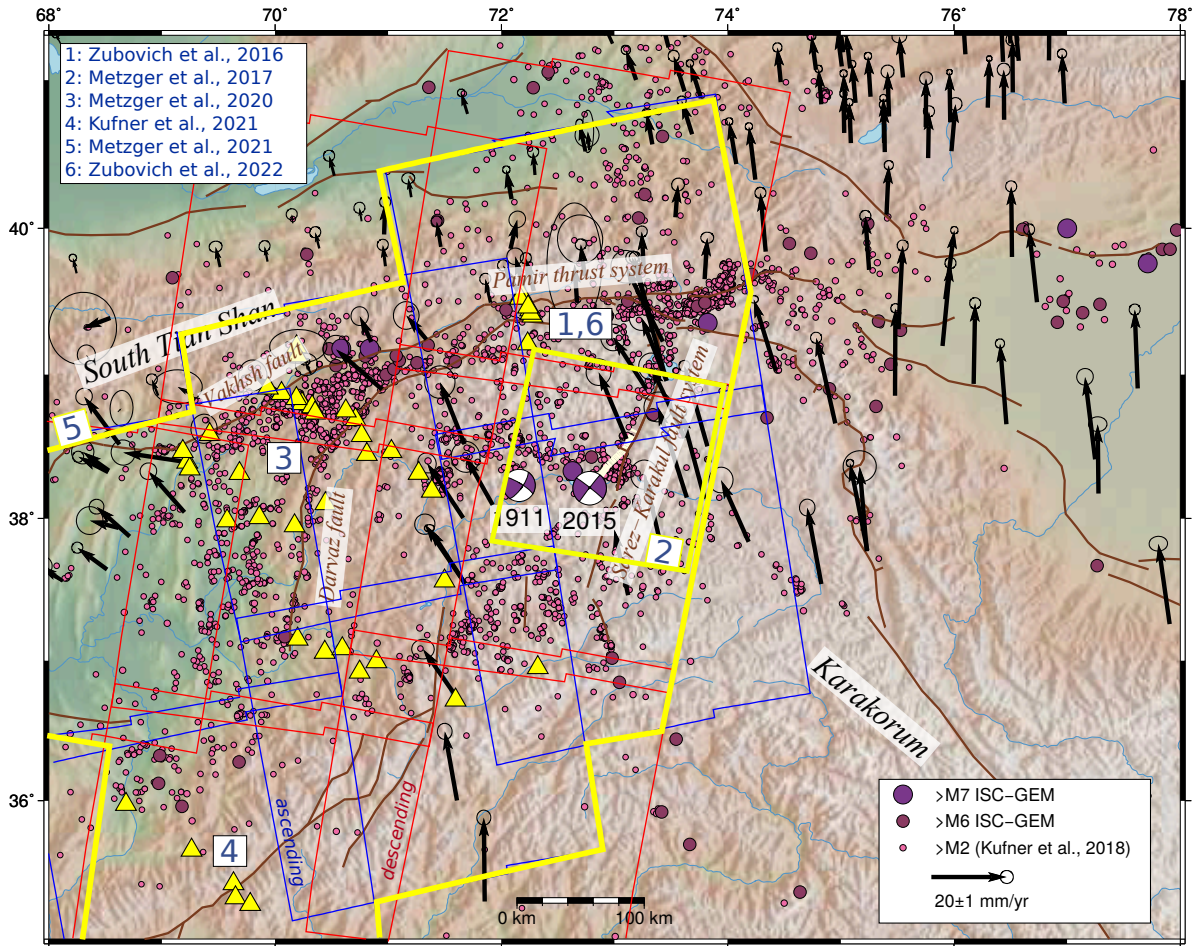 68°
70°
72°
74°
76°
78°
1: Zubovich et al., 2016
2: Metzger et al., 2017
3: Metzger et al., 2020
4: Kufner et al., 2021
5: Metzger et al., 2021
6: Zubovich et al., 2022
40°
38°
36°
Pamir thrust system
South Tian Shan
1,6
Vakhsh fault
5
3
Darvaz fault
1911
2015
Sarez-Karakul fault system
2
Karakorum
4
ascending
descending
0 km
100 km
>M7 ISC−GEM
>M6 ISC−GEM
>M2 (Kufner et al., 2018)
20±1 mm/yr